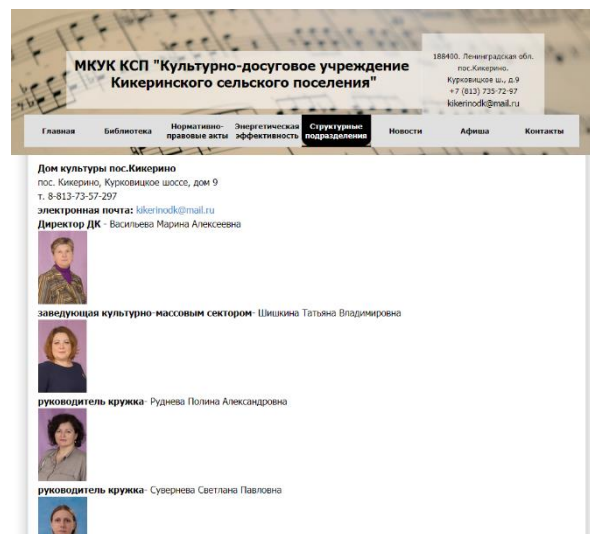 МКУК КСП "Культурно-досуговое учреждение
Кикеринского сельского поселения"
188400. Ленинградская обл.
пос.Кикерино.
Курковицкое ш., д.9
+7 (813) 735-72-97
kikerinodk@mail.ru
Главная
Библиотека
Нормативно-
правовые акты
Энергетическая
эффективность
Структурные
подразделения
Новости
Афиша
Контакты
Дом культуры пос.Кикерино
пос. Кикерино, Курковицкое шоссе, дом 9
т. 8-813-73-57-297
электронная почта: kikerinodk@mail.ru
Директор ДК - Васильева Марина Алексеевна
заведующая культурно-массовым сектором- Шишкина Татьяна Владимировна
руководитель кружка- Руднева Полина Александровна
руководитель кружка- Сувернева Светлана Павловна